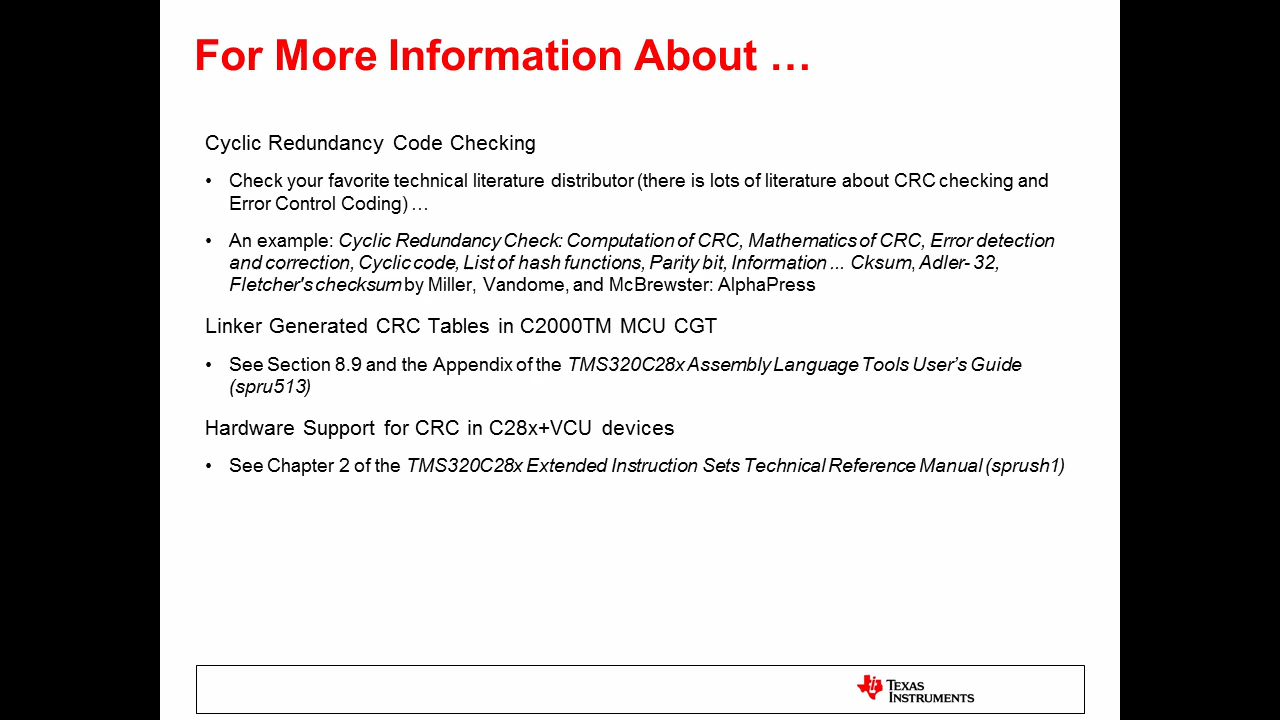 For More Information About …
Cyclic Redundancy Code Checking
• Check your favorite technical literature distributor (there is lots of literature about CRC checking and
Error Control Coding) …
• An example: Cyclic Redundancy Check: Computation of CRC, Mathematics of CRC, Error detection
and correction, Cyclic code, List of hash functions, Parity bit, Information ... Cksum, Adler- 32,
Fletcher's checksum by Miller, Vandome, and McBrewster: AlphaPress
Linker Generated CRC Tables in C2000TM MCU CGT
• See Section 8.9 and the Appendix of the TMS320C28x Assembly Language Tools User’s Guide
(spru513)
Hardware Support for CRC in C28x+VCU devices
• See Chapter 2 of the TMS320C28x Extended Instruction Sets Technical Reference Manual (sprush1)
TEXAS
INSTRUMENTS